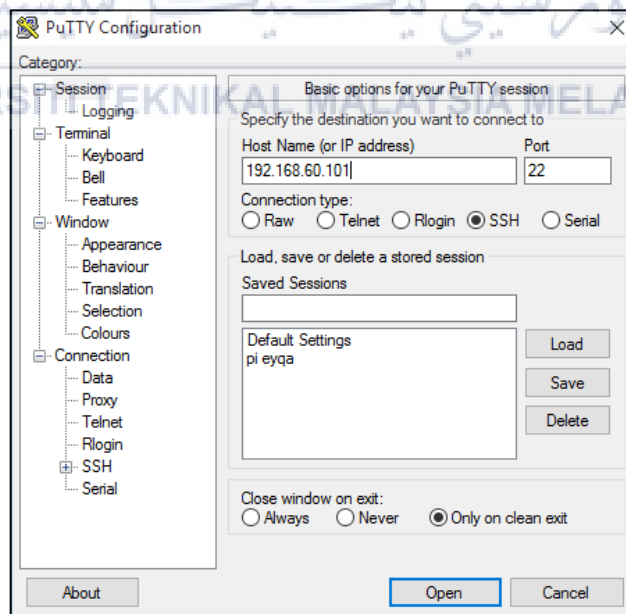 PuTTY Configuration
Category:
Session
Logging
Terminal
Keyboard
Bell
Features
Window
Appearance
Behaviour
Translation
Selection
Colours
Connection
Data
Proxy
Telnet
Rlogin
SSH
Serial
Basic options for your PuTTY session
Specify the destination you want to connect to
Host Name (or IP address) Port
192.168.60.101 22
Connection type:
Raw Telnet Rlogin SSH Serial
Load, save or delete a stored session
Saved Sessions
Default Settings
pi eyqa
Load
Save
Delete
Close window on exit:
Always Never Only on clean exit
About Open Cancel
TEKNIKAL MALAYSIA